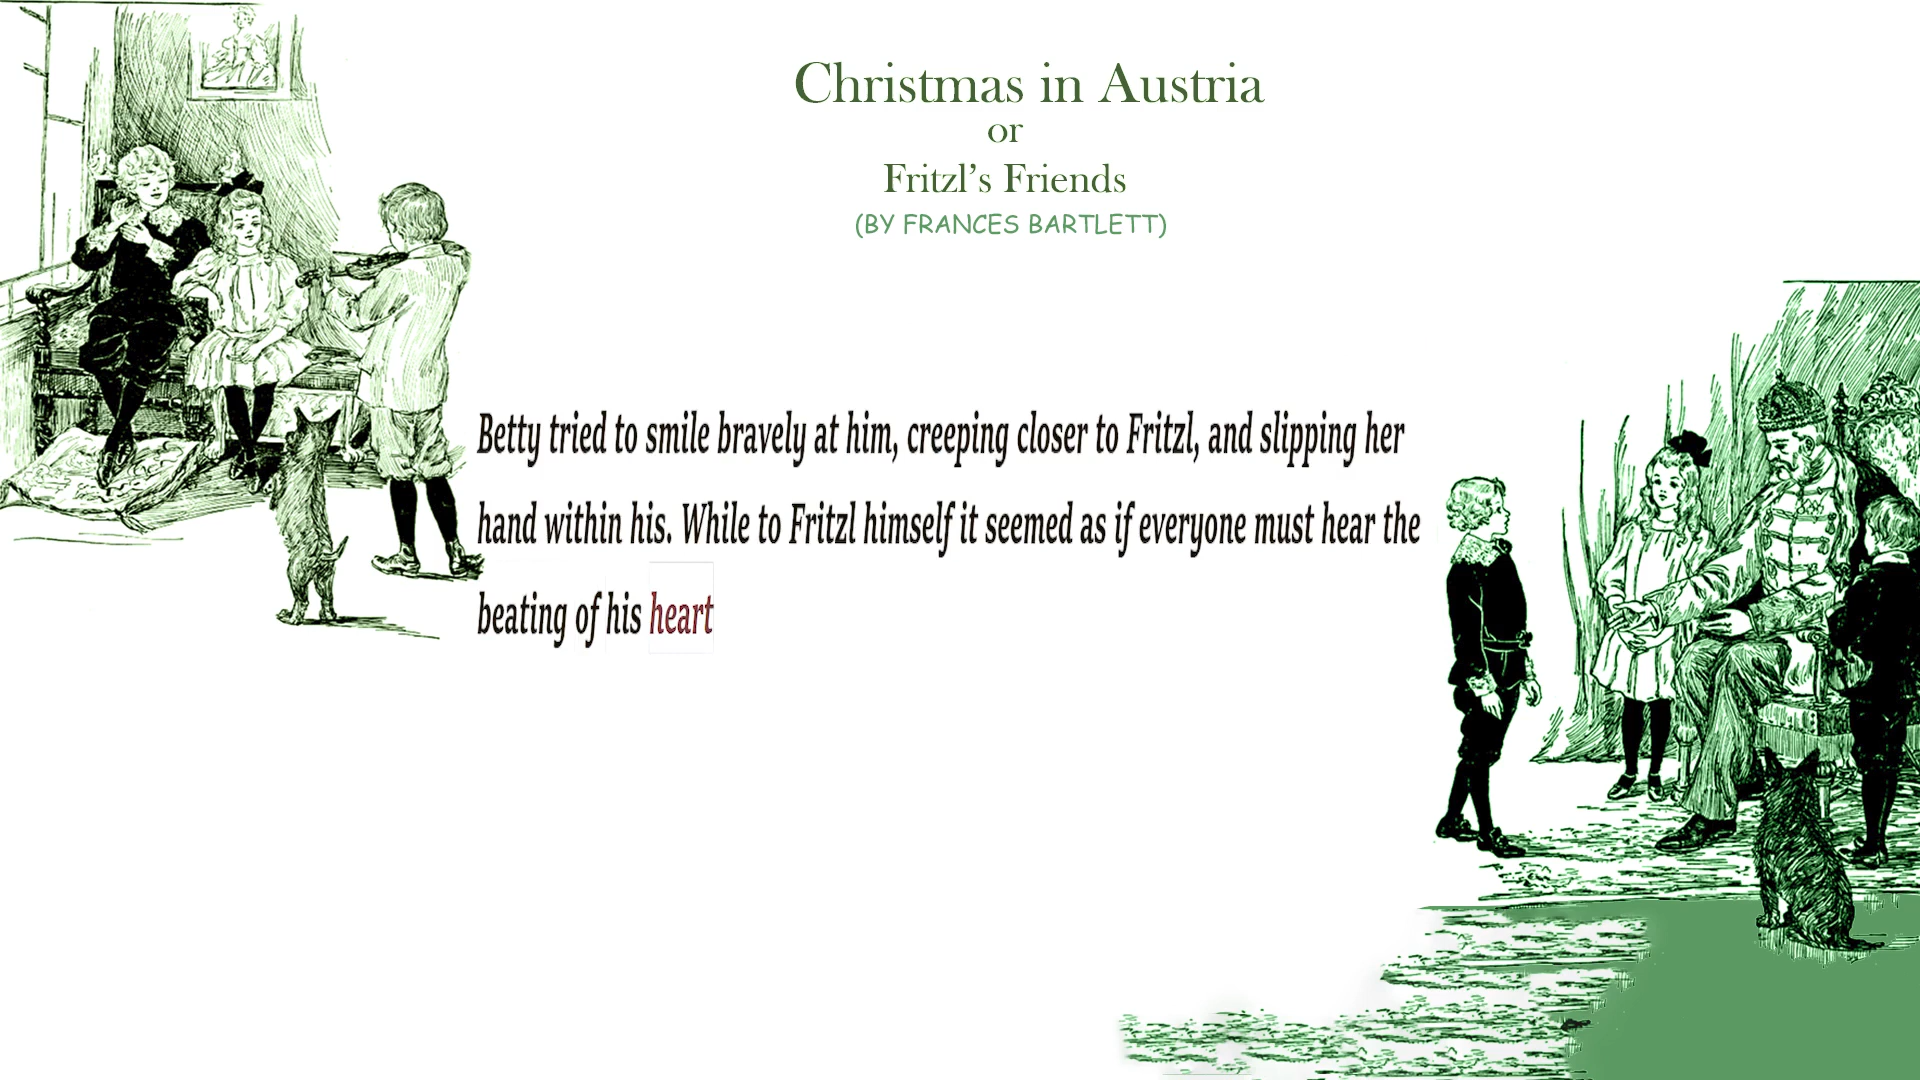 Christmas in Austria
or
Fritzl's Friends
(BY FRANCES BARTLETT)
Betty tried to smile bravely at him, creeping closer to Fritzl, and slipping her
hand within his. While to Fritzl himself it seemed as if everyone must hear the
beating of his heart